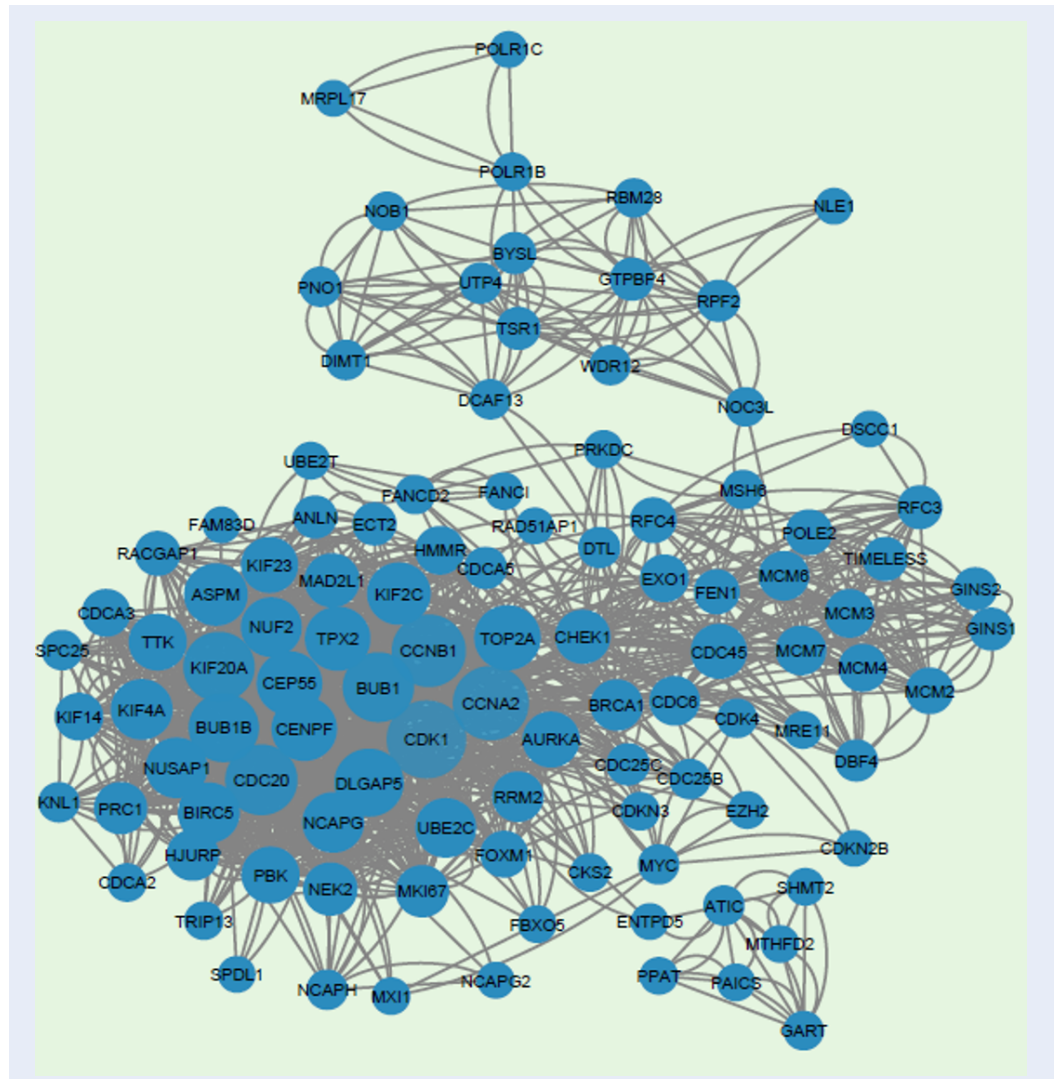 POLR1C
MRPL17
POLR1B
RBM28
NLE1
NOB1
BYSL
UTP4
GTPBP4
PNO1
RPF2
TSR1
DIMT1
WDR12
DCAF13
NOC3L
DSCC1
PRKDC
UBE2T
FANCD2
FANCI
MSH6
RFC3
FAM83D
ANLN
ECT2
RAD51AP1
RFC4
POLE2
RACGAP1
HMMR
DTL
TIMELESS
KIF23
MAD2L1
CDCA5
EXO1
MCM6
ASPM
KIF2C
FEN1
GINS2
CDCA3
MCM3
GINS1
TTK
NUF2
TPX2
CCNB1
TOP2A
CHEK1
SPC25
CDC45
MCM7
KIF20A
MCM4
CEP55
BUB1
MCM2
KIF14
KIF4A
CCNA2
BRCA1
CDC6
BUB1B
CENPF
CDK1
AURKA
CDK4
MRE11
DBF4
NUSAP1
CDC20
DLGAP5
CDC25C
CDC25B
KNL1
PRC1
BIRC5
RRM2
CDKN3
EZH2
NCAPG
UBE2C
HJURP
FOXM1
CDKN2B
CDCA2
PBK
NEK2
MKI67
CKS2
MYC
SHMT2
TRIP13
FBXO5
ENTPD5
ATIC
MTHFD2
SPDL1
NCAPH
MXI1
NCAPG2
PPAT
PAICS
GART